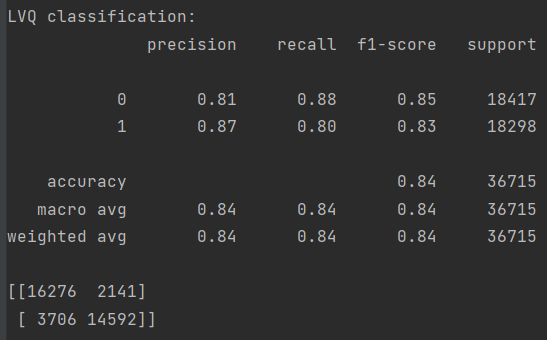 LVQ classification:
precision recall f1-score support
0 0.81 0.88 0.85 18417
1 0.87 0.80 0.83 18298
accuracy 0.84 36715
macro avg 0.84 0.84 0.84 36715
weighted avg 0.84 0.84 0.84 36715
[[16276 2141]
[ 3706 14592]]